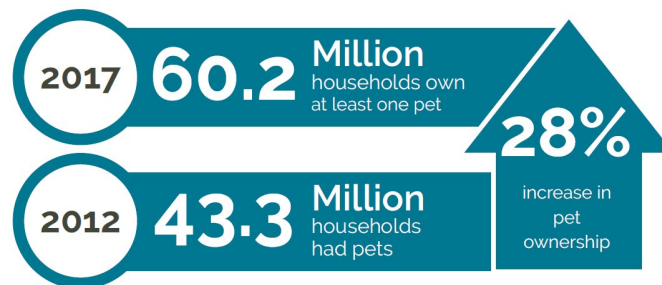 2017
60.2
Million
households own
at least one pet
28%
increase in
pet
ownership
2012
43.3
Million
households
had pets